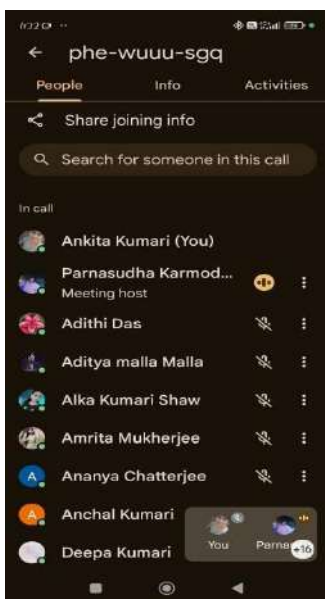 phe-wuuu-sgq
People Info Activities
Share joining info
Search for someone in this call
In call
Ankita Kumari (You)
Parnasudha Karmod...
Meeting host
Adithi Das
Aditya malla Malla
Alka Kumari Shaw
Amrita Mukherjee
A Ananya Chatterjee
A Anchal Kumari
Deepa Kumari
You Parna +16